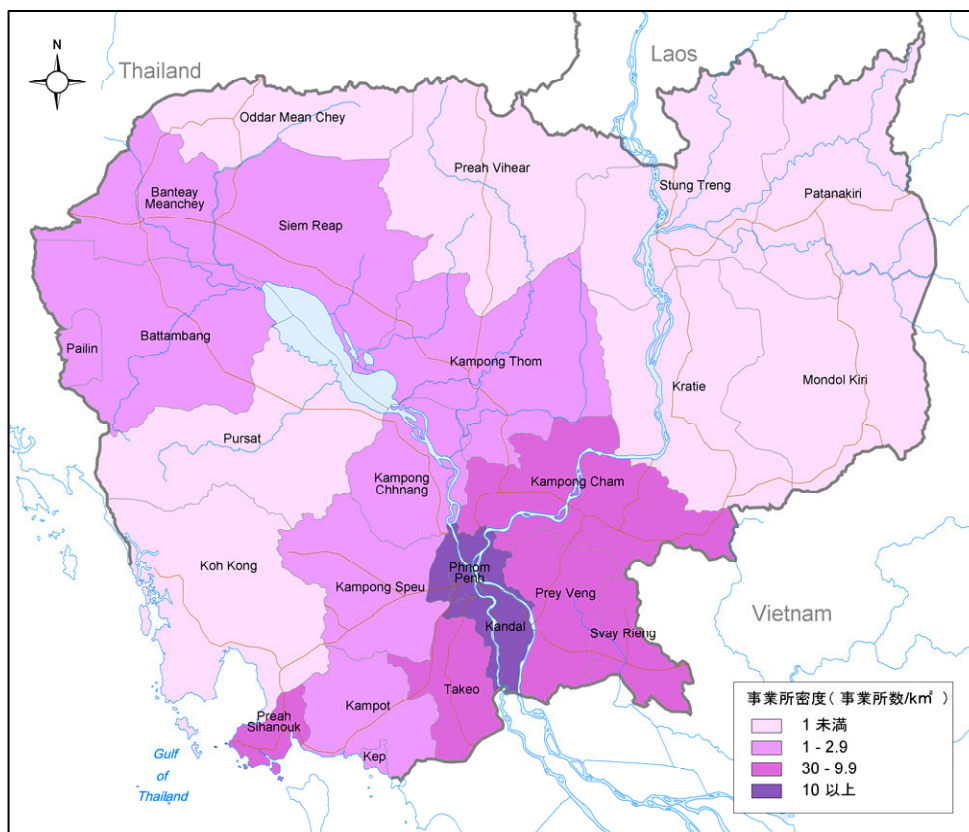 N
Thailand
Laos
Oddar Mean Chey
Preah Vihear
Stung Treng
Patanakiri
Banteay
Meanchey
Siem Reap
Battambang
Pailin
Kampong Thom
Kratie
Mondol Kiri
Pursat
Kampong
Chhnang
Kampong Cham
Koh Kong
Phnom
Penh
Kampong Speu
Prey Veng
Kandal
Svay Rieng
Vietnam
Takeo
Kampot
Preah
Sihanouk
Kep
Gulf
of
Thailand
事業所密度( 事業所数/k㎡ )
1 未満
1 - 2.9
30 - 9.9
10 以上